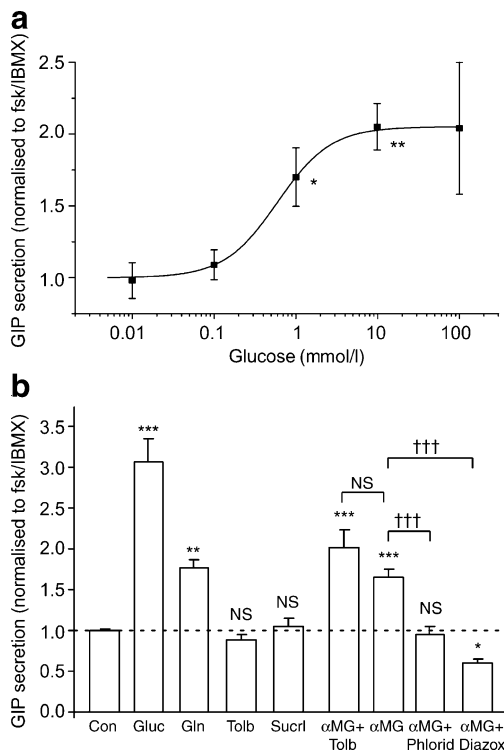 a
GIP secretion (normalised to fsk/IBMX)
2.5
2.0
1.5
1.0
*
**
0.01 0.1 1 10 100
Glucose (mmol/l)
b
GIP secretion (normalised to fsk/IBMX)
3.5
3.0
2.5
2.0
1.5
1.0
0.5
0.0
***
**
NS
NS
***
NS
***
†††
†††
NS
*
Con Gluc Gln Tolb Sucrl αMG+ αMG αMG+ αMG+
Tolb Phlorid Diazox